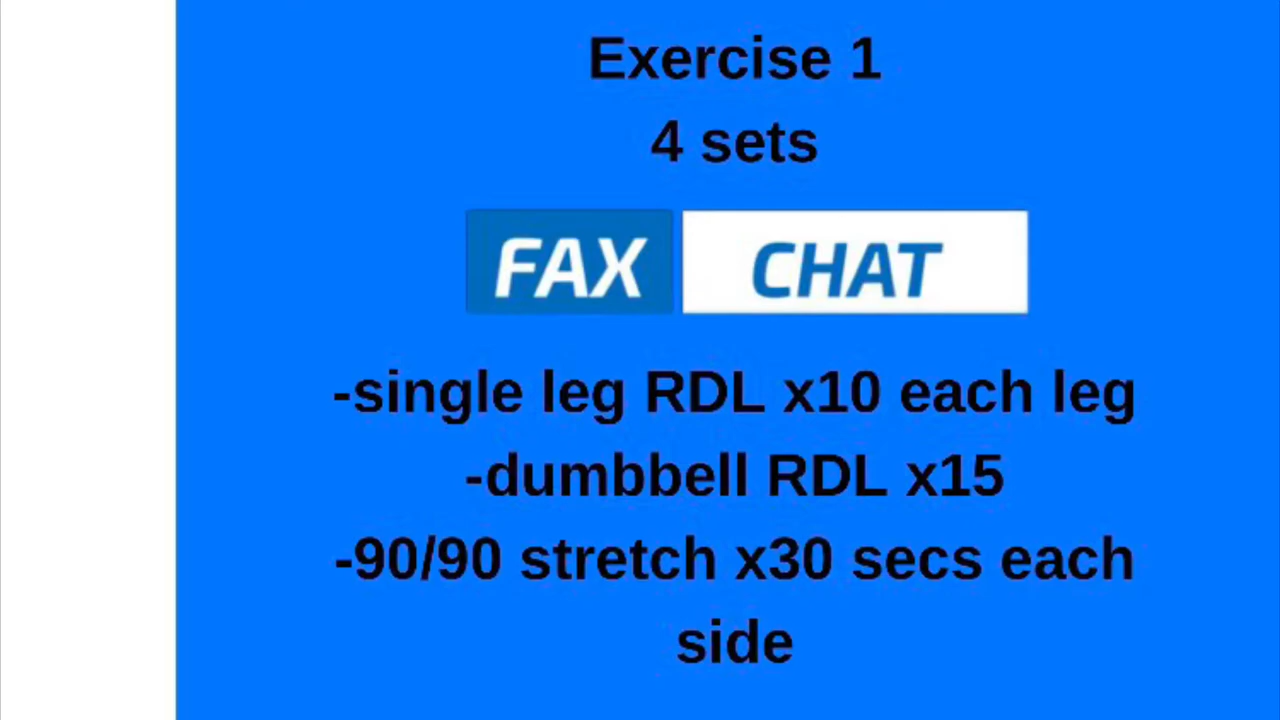 Exercise 1
4 sets
FAX CHAT
-single leg RDL x10 each leg
-dumbbell RDL x15
-90/90 stretch x30 secs each
side